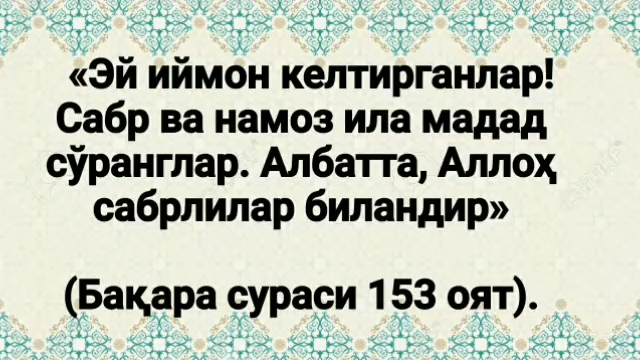 «Эй иймон келтирганлар!
Сабр ва намоз ила мадад
сўранглар. Албатта, Аллоҳ
сабрлилар биландир»
(Бақара сураси 153 оят).